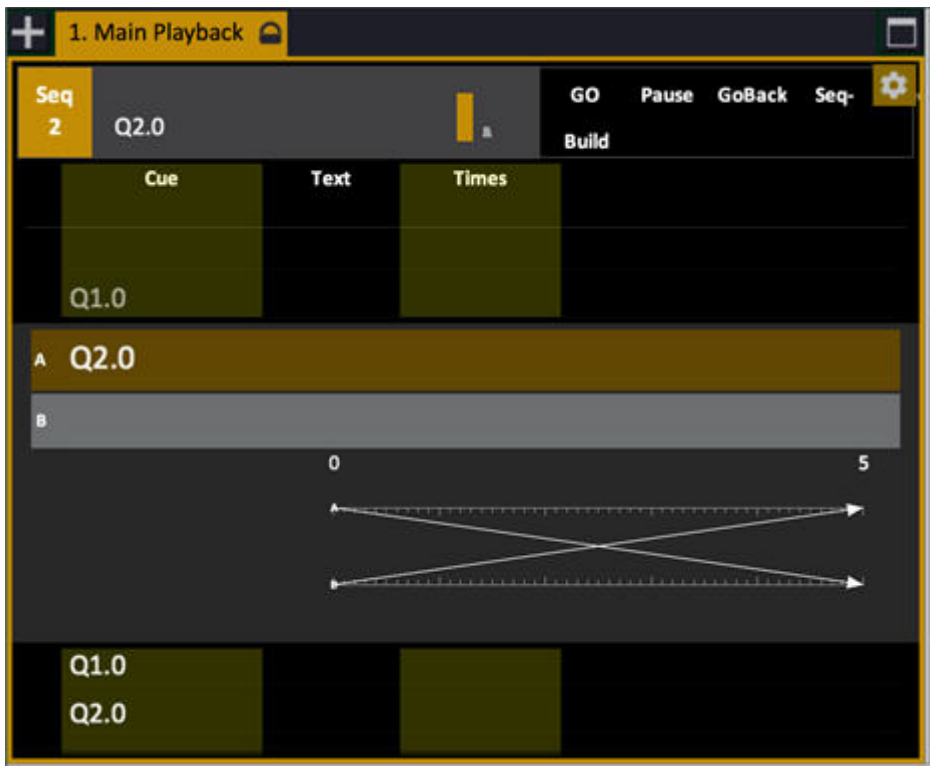 1. Main Playback
Seq
2
Q2.0
B
GO Pause GoBack Seq-
Build
Cue Text Times
Q1.0
A Q2.0
B
0 5
A
B
Q1.0
Q2.0